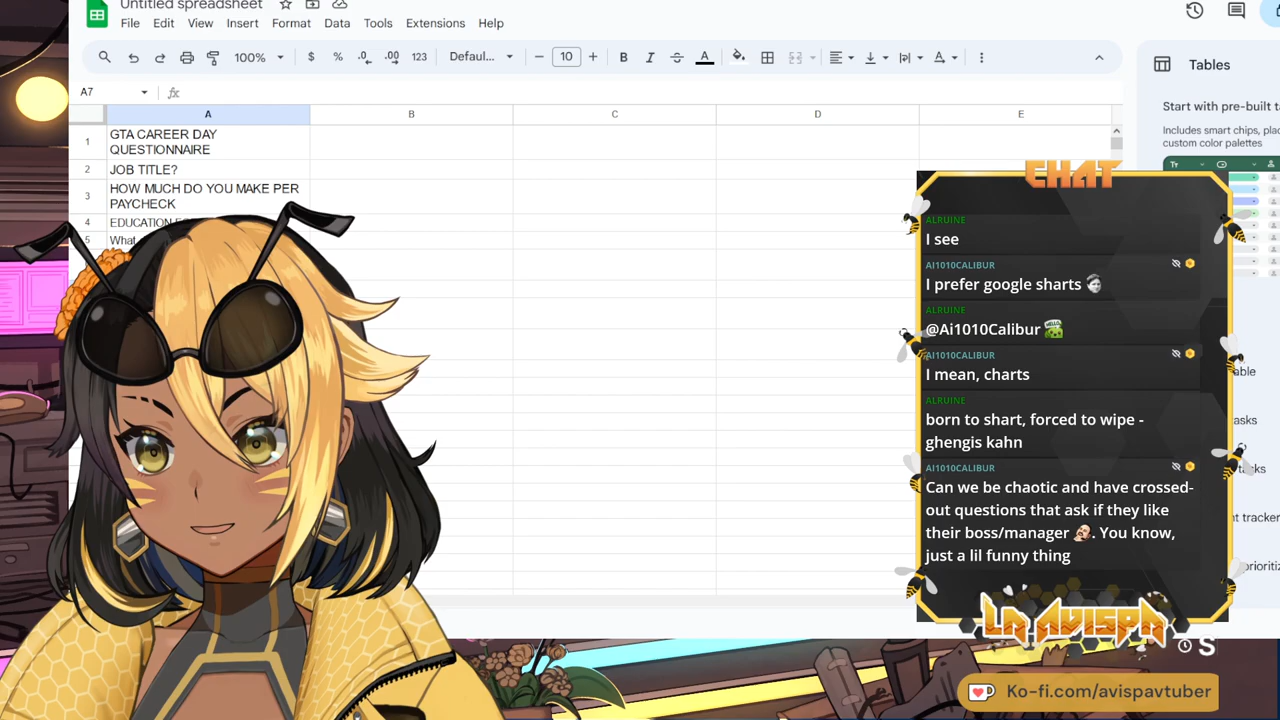 Untitled spreadsheet
File Edit View Insert Format Data Tools Extensions Help
100% $ % .0 .00 123 Defaul... 10 B I A
A7 fx
Tables
A B C D E
Start with pre-built
Includes smart chips,
custom color palettes
1 GTA CAREER DAY
QUESTIONNAIRE
2 JOB TITLE?
3 HOW MUCH DO YOU MAKE PER
PAYCHECK
4 EDUCATION
5 What
CHAT
ALRUINE
I see
AI1010CALIBUR
I prefer google sharts
ALRUINE
@Ai1010Calibur
AI1010CALIBUR
I mean, charts
ALRUINE
born to shart, forced to wipe -
ghengis kahn
AI1010CALIBUR
Can we be chaotic and have crossed-
out questions that ask if they like
their boss/manager . You know,
just a lil funny thing
LA AVISPA
S
Ko-fi.com/avispavtuber